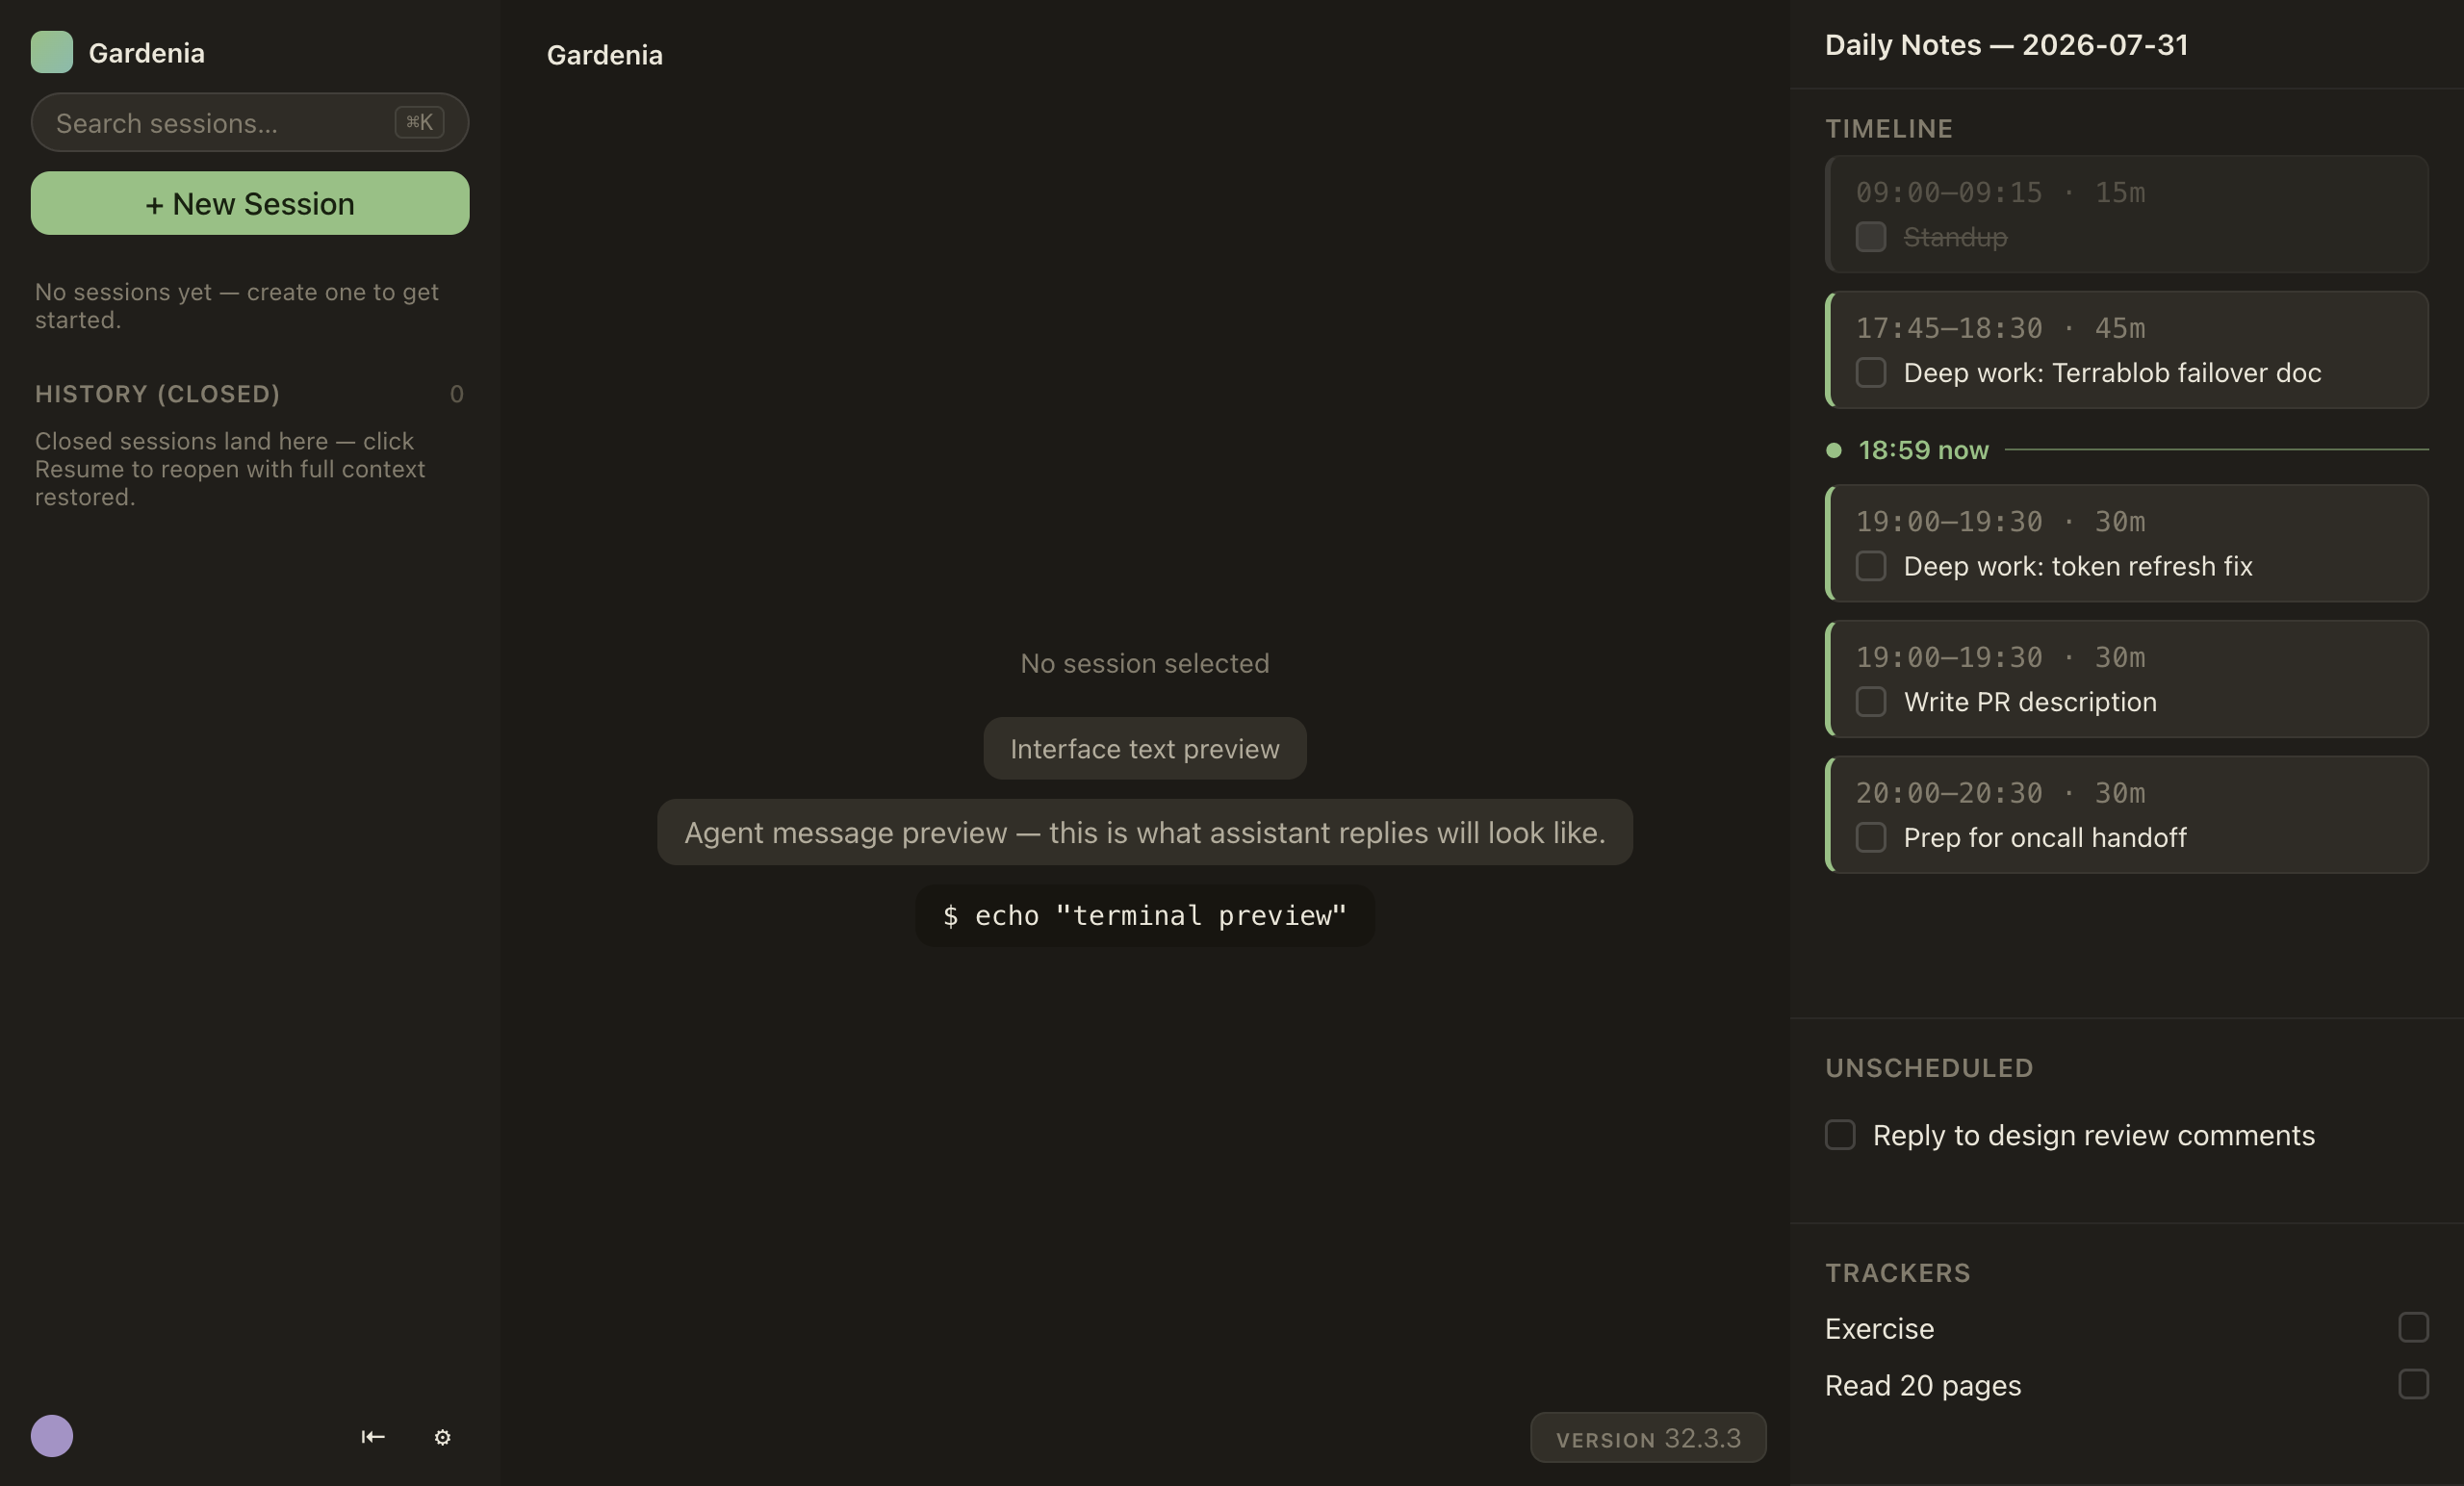 Gardenia
Search sessions...
⌘K
+ New Session
No sessions yet — create one to get
started.
HISTORY (CLOSED)
0
Closed sessions land here — click
Resume to reopen with full context
restored.
Gardenia
No session selected
Interface text preview
Agent message preview — this is what assistant replies will look like.
$ echo "terminal preview"
VERSION 32.3.3
Daily Notes — 2026-07-31
TIMELINE
09:00–09:15 · 15m
Standup
17:45–18:30 · 45m
Deep work: Terrablob failover doc
18:59 now
19:00–19:30 · 30m
Deep work: token refresh fix
19:00–19:30 · 30m
Write PR description
20:00–20:30 · 30m
Prep for oncall handoff
UNSCHEDULED
Reply to design review comments
TRACKERS
Exercise
Read 20 pages